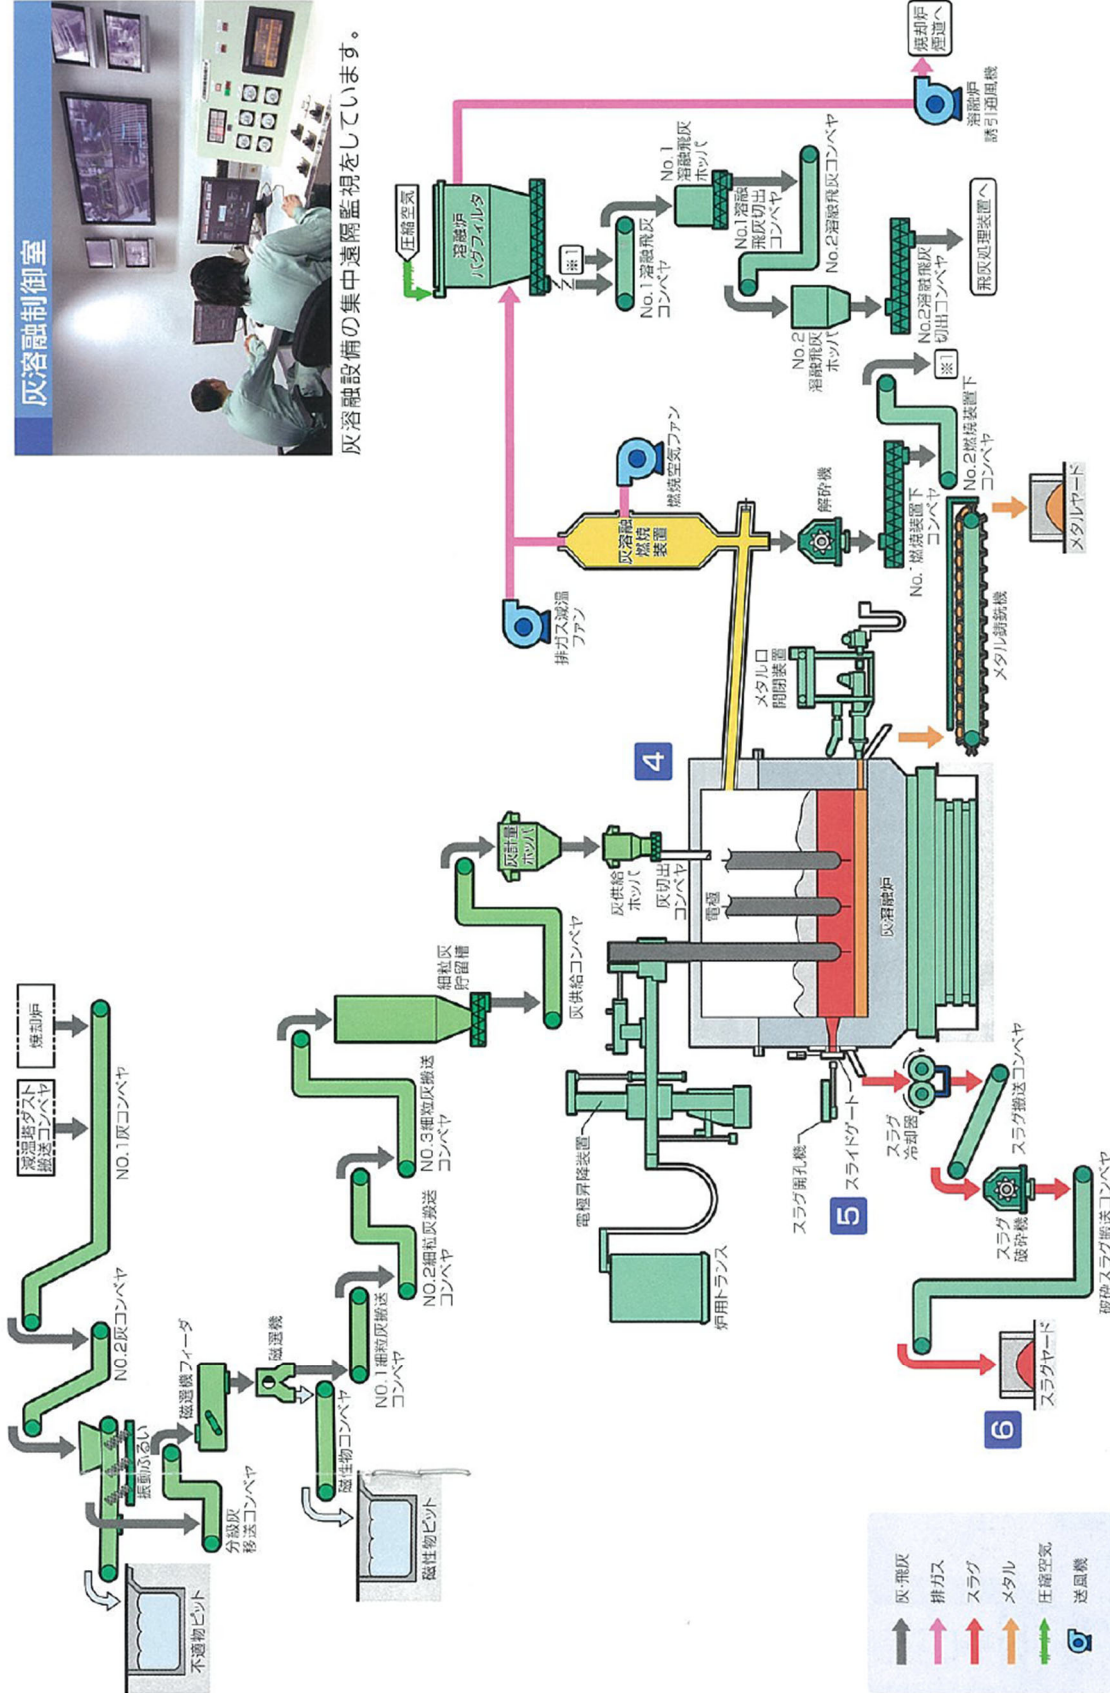 灰溶融制御室
灰溶融設備の集中遠隔監視をしています。
減温塔ダスト
搬送コンベヤ
焼却炉
NO.1灰コンベヤ
NO.2灰コンベヤ
振動ふるい
不適物ピット
分級灰
移送コンベヤ
磁選機フィーダ
磁選機
磁性物コンベヤ
磁性物ピット
NO.1細粒灰搬送
コンベヤ
NO.2細粒灰搬送
コンベヤ
NO.3細粒灰搬送
コンベヤ
細粒灰
貯留槽
灰供給コンベヤ
灰計量
ホッパ
灰供給
ホッパ
灰切出
コンベヤ
電極
電極昇降装置
炉用トランス
4
灰溶融炉
スラグ開孔機
5
スライドゲート
スラグ
冷却器
スラグ搬送コンベヤ
スラグ
破砕機
破砕スラグ搬送コンベヤ
6
スラグヤード
メタル口
開閉装置
メタル鋳銑機
メタルヤード
排ガス減温
ファン
灰溶融
燃焼
装置
燃焼空気ファン
解砕機
燃焼装置下
コンベヤ
No.2燃焼装置下
コンベヤ
※1
圧縮空気
溶融炉
バグフィルタ
※1
No.1溶融飛灰
コンベヤ
No.1
溶融飛灰
ホッパ
No.1溶融
飛灰切出
コンベヤ
No.2溶融飛灰コンベヤ
No.2
溶融飛灰
ホッパ
No.2溶融飛灰
切出コンベヤ
飛灰処理装置へ
溶融炉
誘引通風機
焼却炉
煙道へ
灰・飛灰
排ガス
スラグ
メタル
圧縮空気
送風機